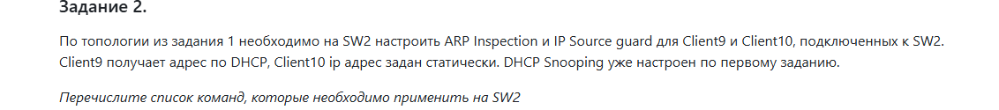 Задание 2.
По топологии из задания 1 необходимо на SW2 настроить ARP Inspection и IP Source guard для Client9 и Client10, подключенных к SW2.
Client9 получает адрес по DHCP, Client10 ip адрес задан статически. DHCP Snooping уже настроен по первому заданию.
Перечислите список команд, которые необходимо применить на SW2